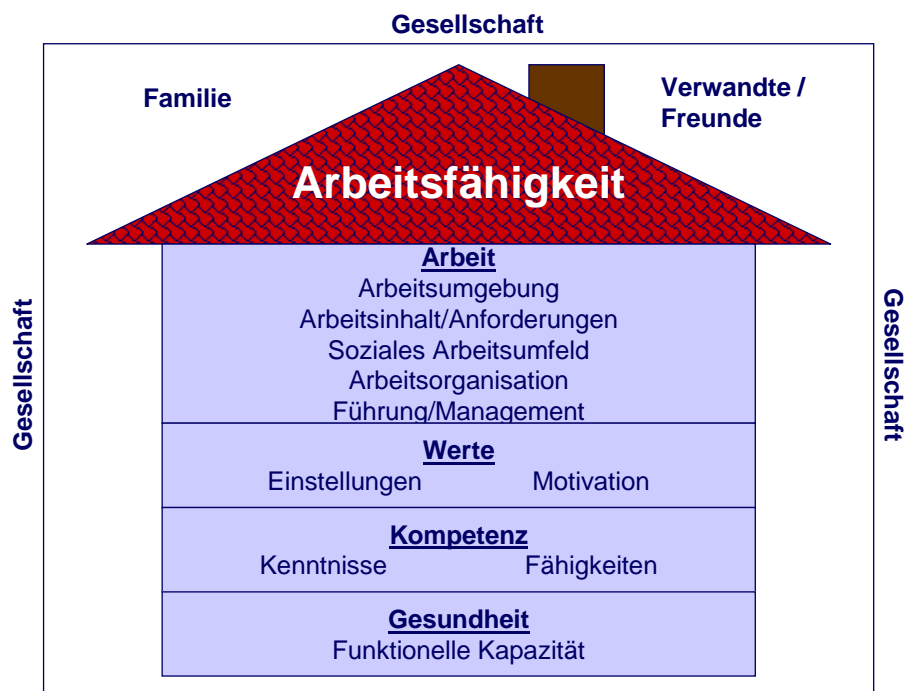 Gesellschaft
Familie
Verwandte /
Freunde
Arbeitsfähigkeit
Arbeit
Arbeitsumgebung
Arbeitsinhalt/Anforderungen
Soziales Arbeitsumfeld
Arbeitsorganisation
Führung/Management
Gesellschaft
Gesellschaft
Werte
Einstellungen Motivation
Kompetenz
Kenntnisse Fähigkeiten
Gesundheit
Funktionelle Kapazität